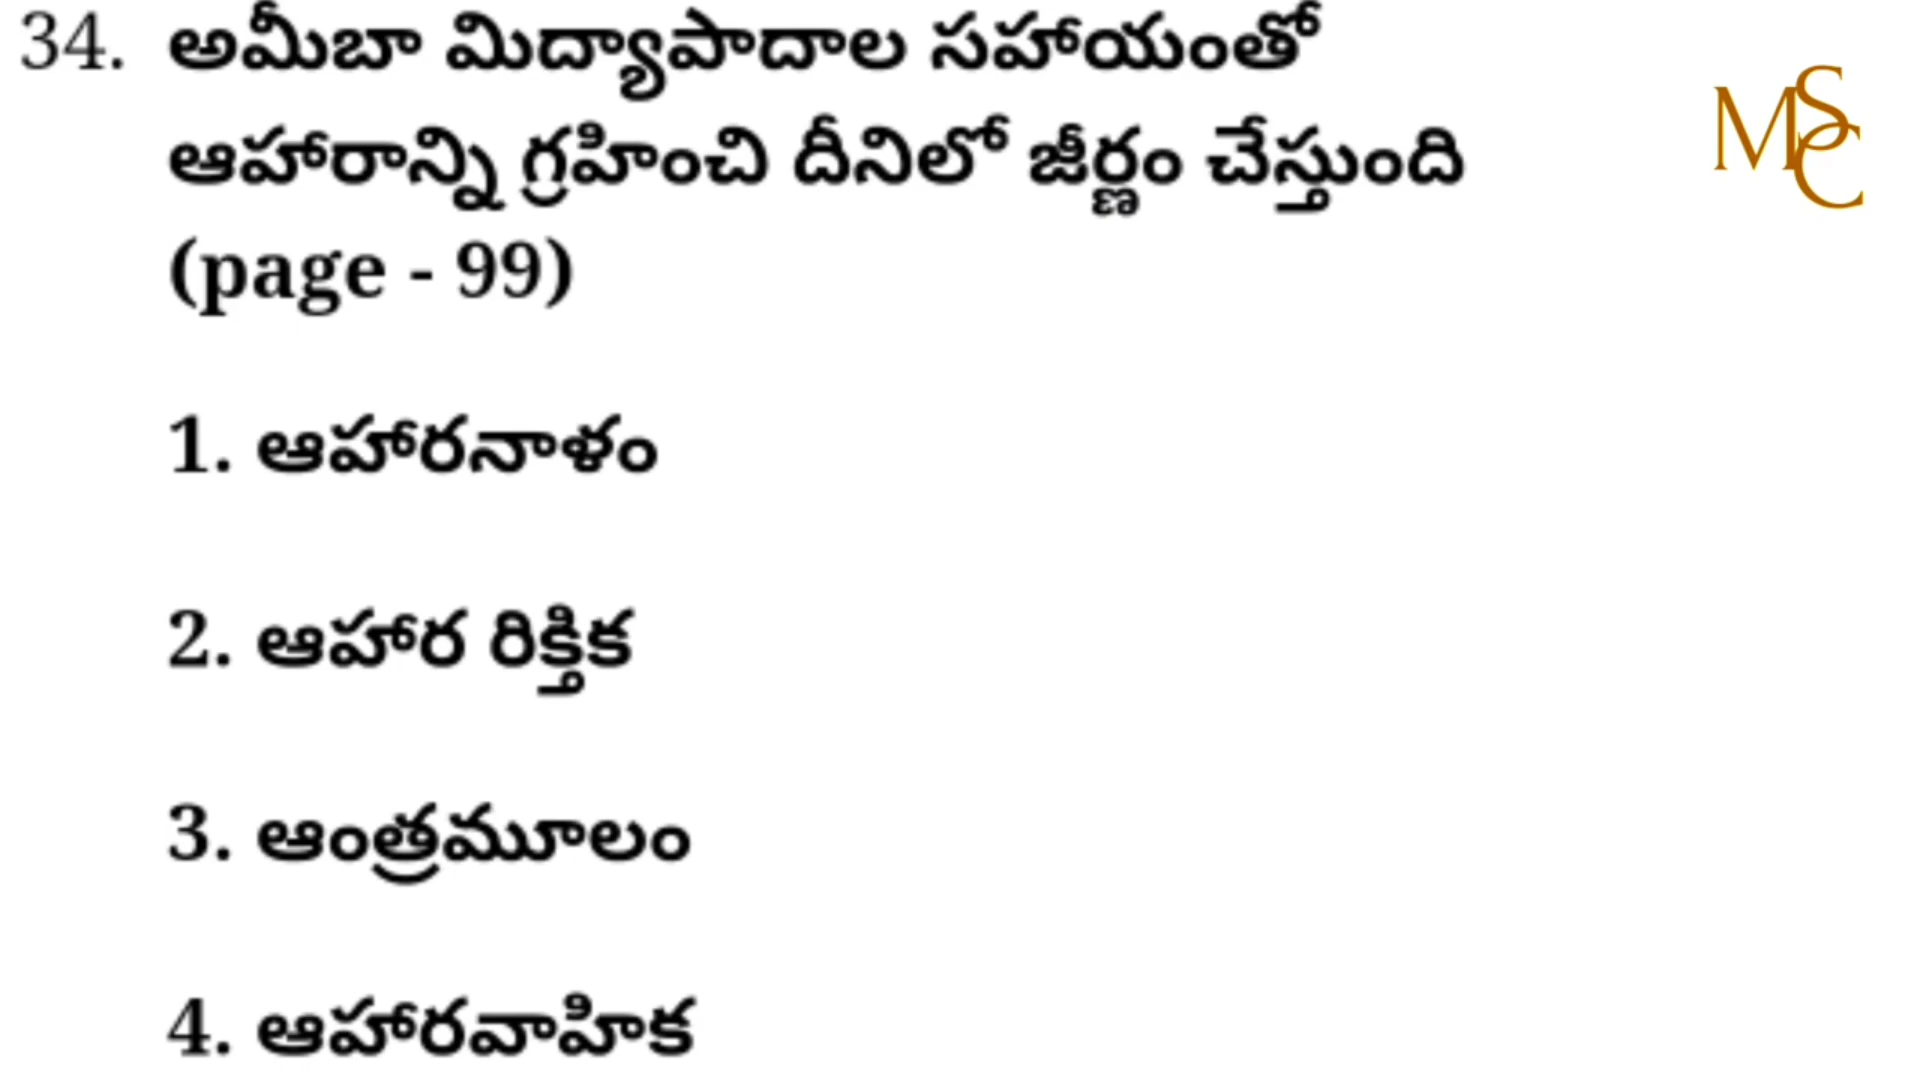 34. అమీబా మిద్యాపాదాల సహాయంతో
ఆహారాన్ని గ్రహించి దీనిలో జీర్ణం చేస్తుంది
(page - 99)
1. ఆహారనాళం
2. ఆహార రిక్తిక
3. ఆంత్రమూలం
4. ఆహారవాహిక
MSC